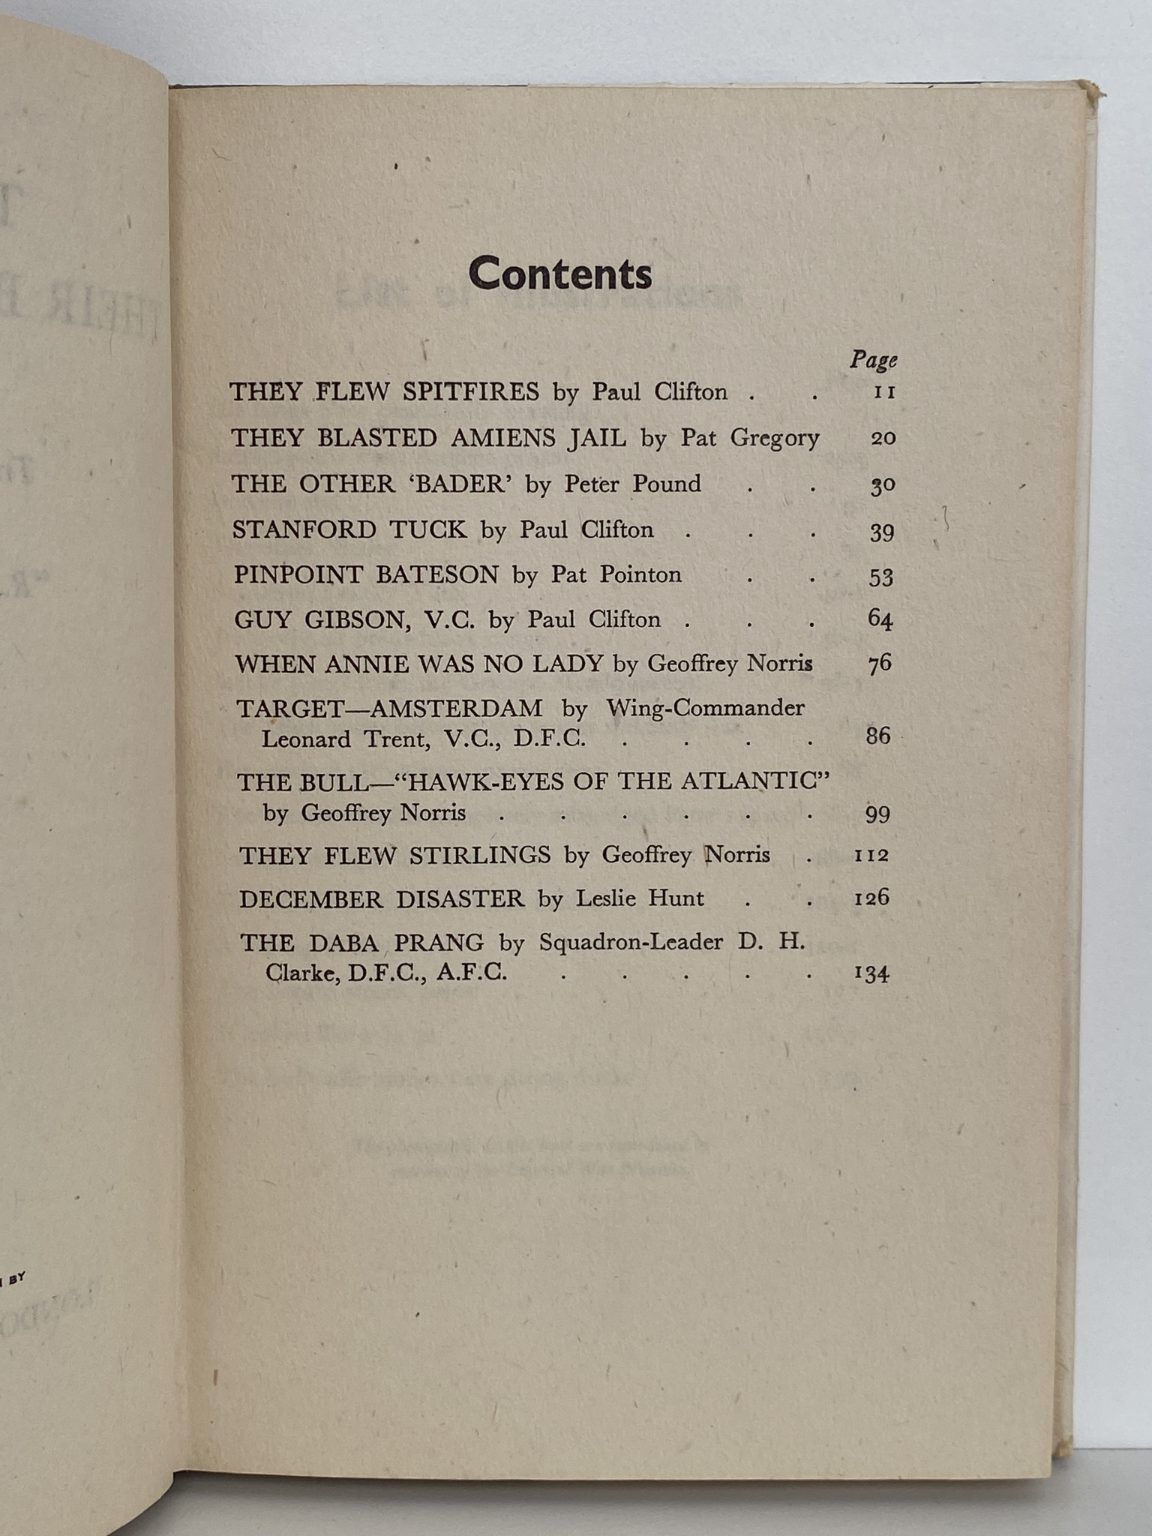 Contents
Page
THEY FLEW SPITFIRES by Paul Clifton . . 11
THEY BLASTED AMIENS JAIL by Pat Gregory 20
THE OTHER ‘BADER’ by Peter Pound . . 30
STANFORD TUCK by Paul Clifton . . . 39
PINPOINT BATESON by Pat Pointon . . 53
GUY GIBSON, V.C. by Paul Clifton . . . 64
WHEN ANNIE WAS NO LADY by Geoffrey Norris 76
TARGET—AMSTERDAM by Wing-Commander
Leonard Trent, V.C., D.F.C. . . . . 86
THE BULL—“HAWK-EYES OF THE ATLANTIC”
by Geoffrey Norris . . . . . . 99
THEY FLEW STIRLINGS by Geoffrey Norris . 112
DECEMBER DISASTER by Leslie Hunt . . 126
THE DABA PRANG by Squadron-Leader D. H.
Clarke, D.F.C., A.F.C. . . . . . 134
BY